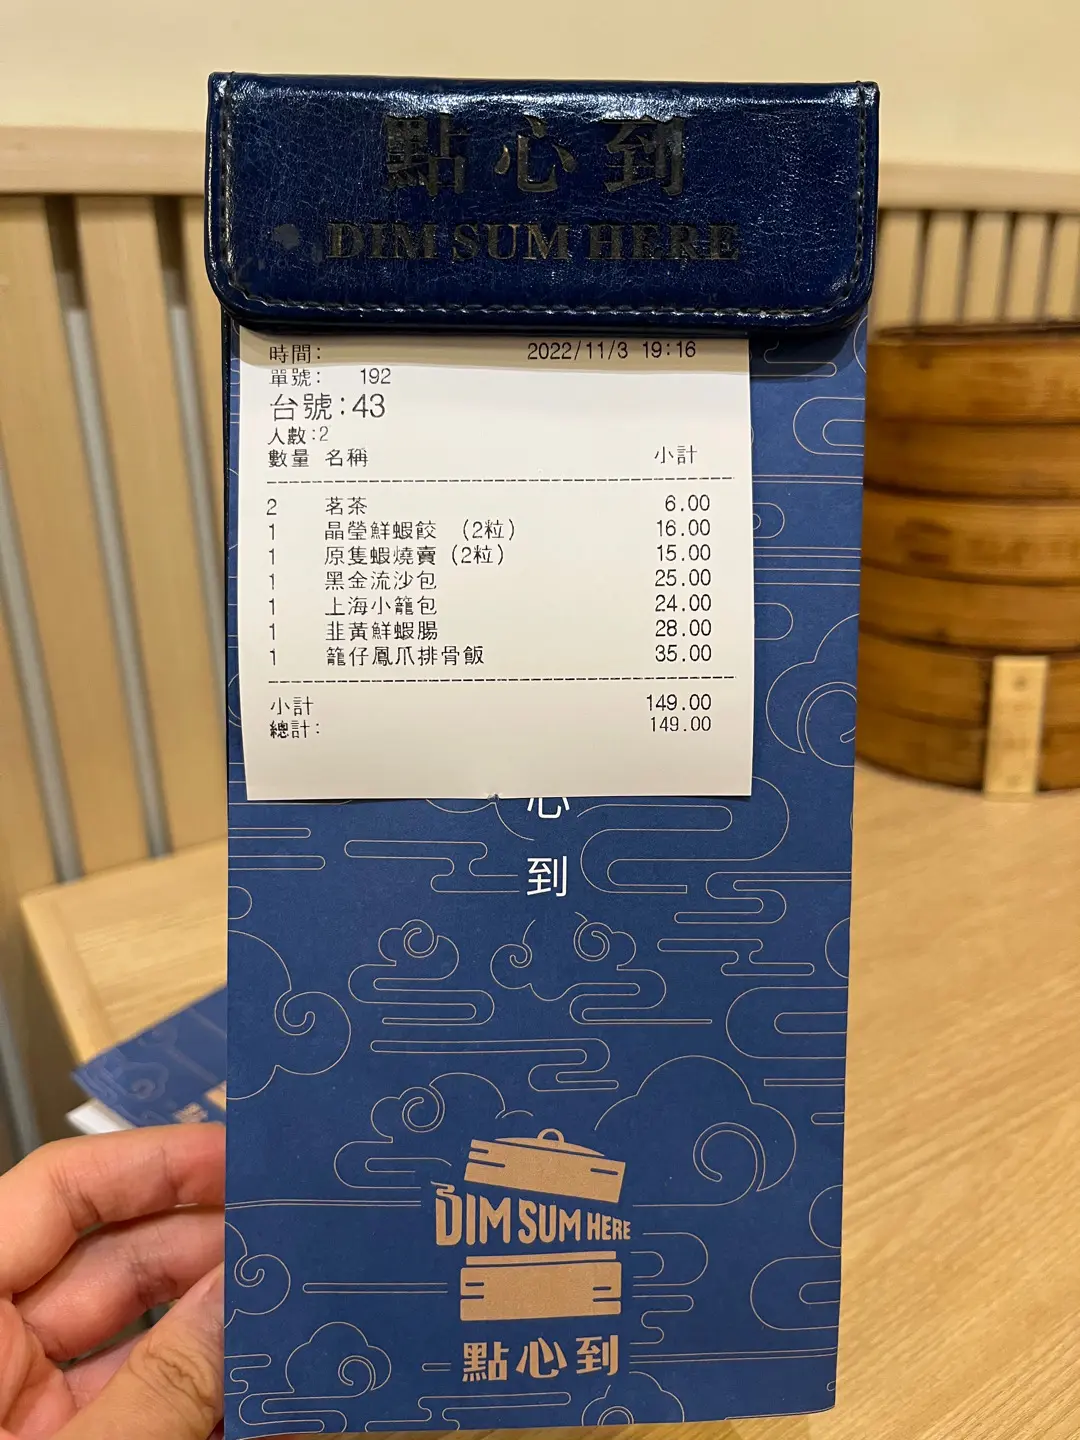 點心到
DIM SUM HERE
時間: 2022/11/3 19:16
單號: 192
台號:43
人數:2
數量 名稱 小計
2 茗茶 6.00
1 晶瑩鮮蝦餃 (2粒) 16.00
1 原隻蝦燒賣(2粒) 15.00
1 黑金流沙包 25.00
1 上海小籠包 24.00
1 韭黃鮮蝦腸 28.00
1 籠仔鳳爪排骨飯 35.00
小計 149.00
總計: 149.00
心
到
DIM SUM HERE
點心到